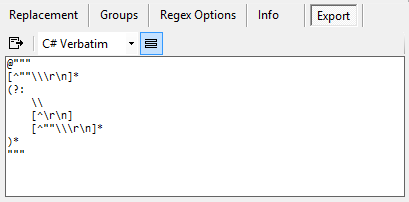 Replacement Groups Regex Options Info Export
C# Verbatim
@"""
[^""\\\r\n]*
(?:
    \\
    [^\r\n]
    [^""\\\r\n]*
)*
"""